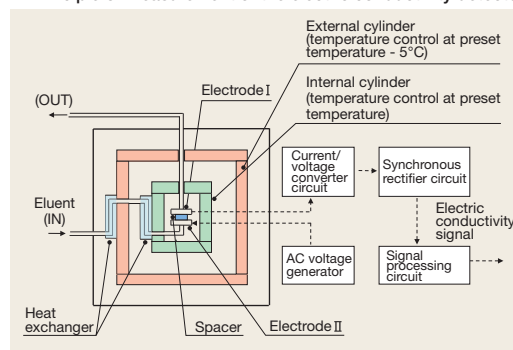 External cylinder
(temperature control at preset
temperature - 5°C)
Internal cylinder
(temperature control at preset
temperature)
(OUT)
Electrode I
Current/
voltage
converter
circuit
Synchronous
rectifier circuit
Eluent
(IN)
Electric
conductivity
signal
AC voltage
generator
Signal
processing
circuit
Heat
exchanger
Spacer
Electrode II